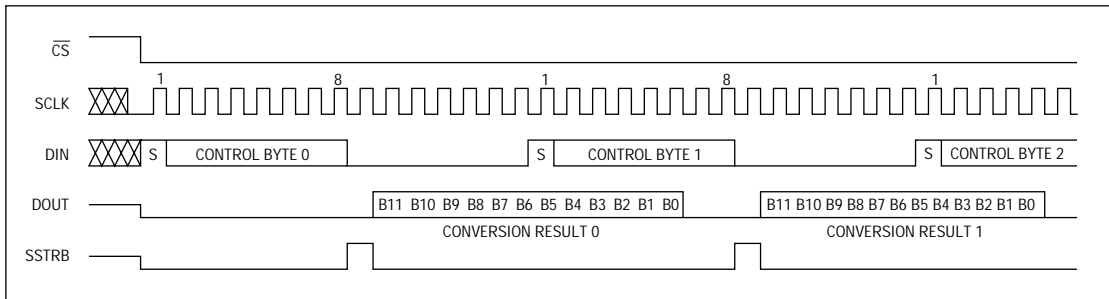 CS
1 8 1 8 1
SCLK
DIN S CONTROL BYTE 0 S CONTROL BYTE 1 S CONTROL BYTE 2
DOUT B11 B10 B9 B8 B7 B6 B5 B4 B3 B2 B1 B0 B11 B10 B9 B8 B7 B6 B5 B4 B3 B2 B1 B0
CONVERSION RESULT 0 CONVERSION RESULT 1
SSTRB